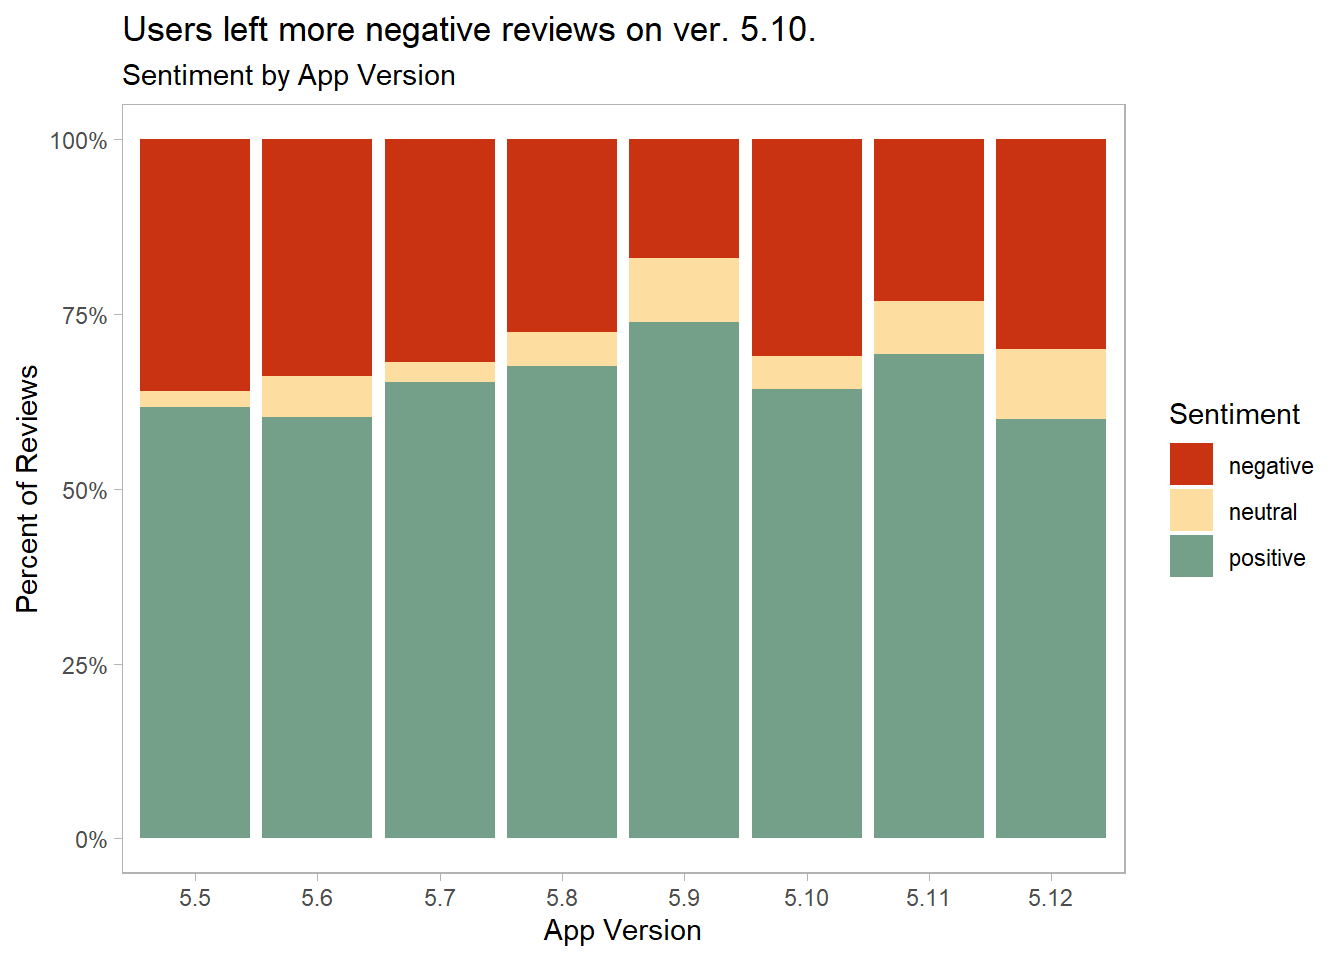 Users left more negative reviews on ver. 5.10.
Sentiment by App Version
100%
75%
50%
25%
0%
Percent of Reviews
5.5 5.6 5.7 5.8 5.9 5.10 5.11 5.12
App Version
Sentiment
negative
neutral
positive